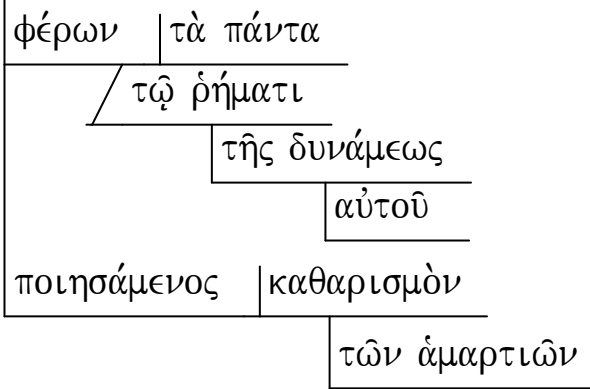 φέρων τὰ πάντα
τῷ ῥήματι
τῆς δυνάμεως
αὐτοῦ
ποιησάμενος καθαρισμὸν
τῶν ἁμαρτιῶν